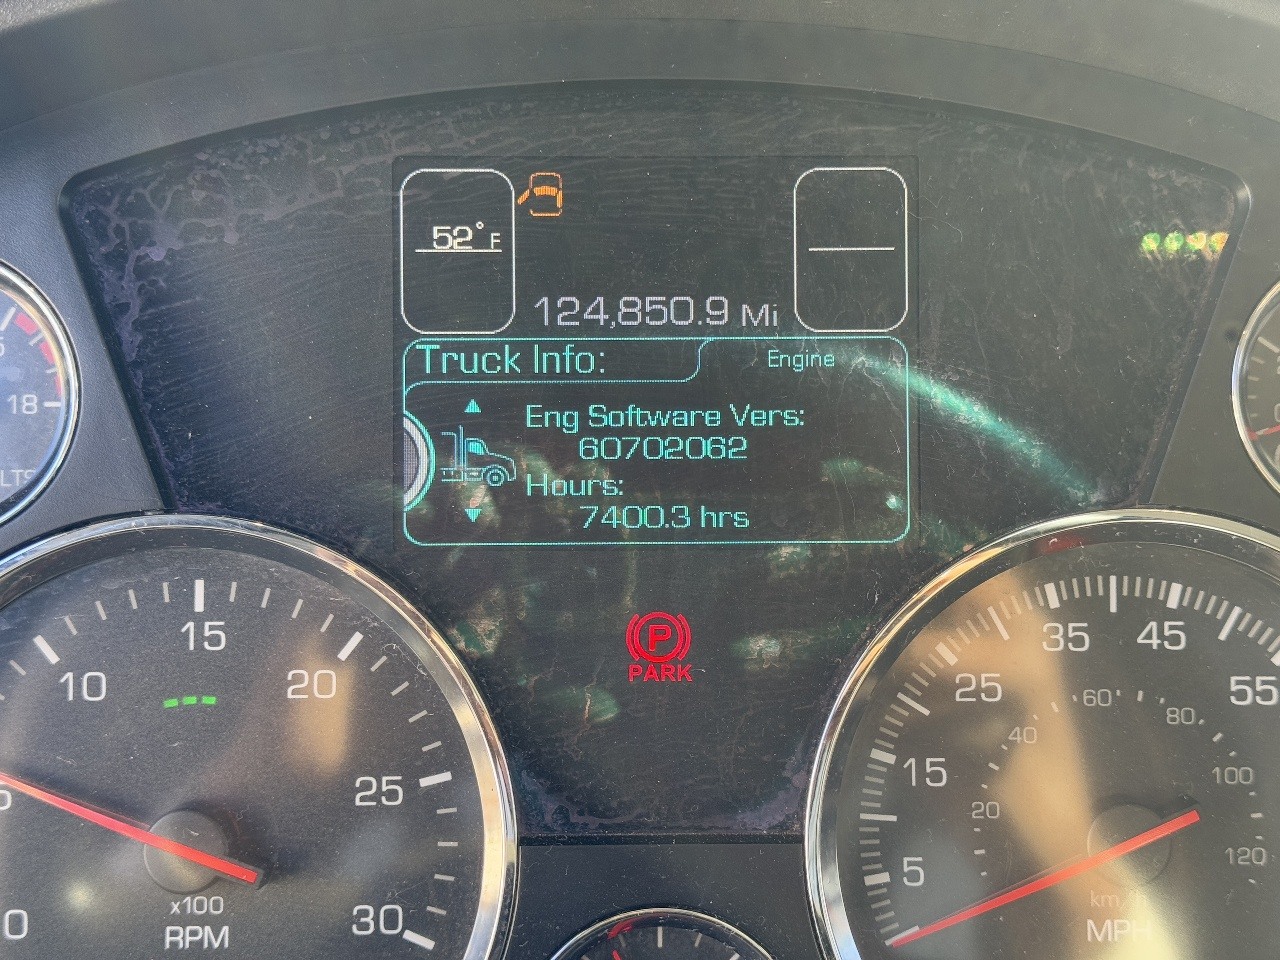 52°F
124,850.9 Mi
Truck Info:
Engine
Eng Software Vers:
60702062
Hours:
7400.3 hrs
P
PARK
18
10
15
20
25
30
0
x100
RPM
5
15
25
35
45
55
20
40
60
80
100
120
km/h
MPH